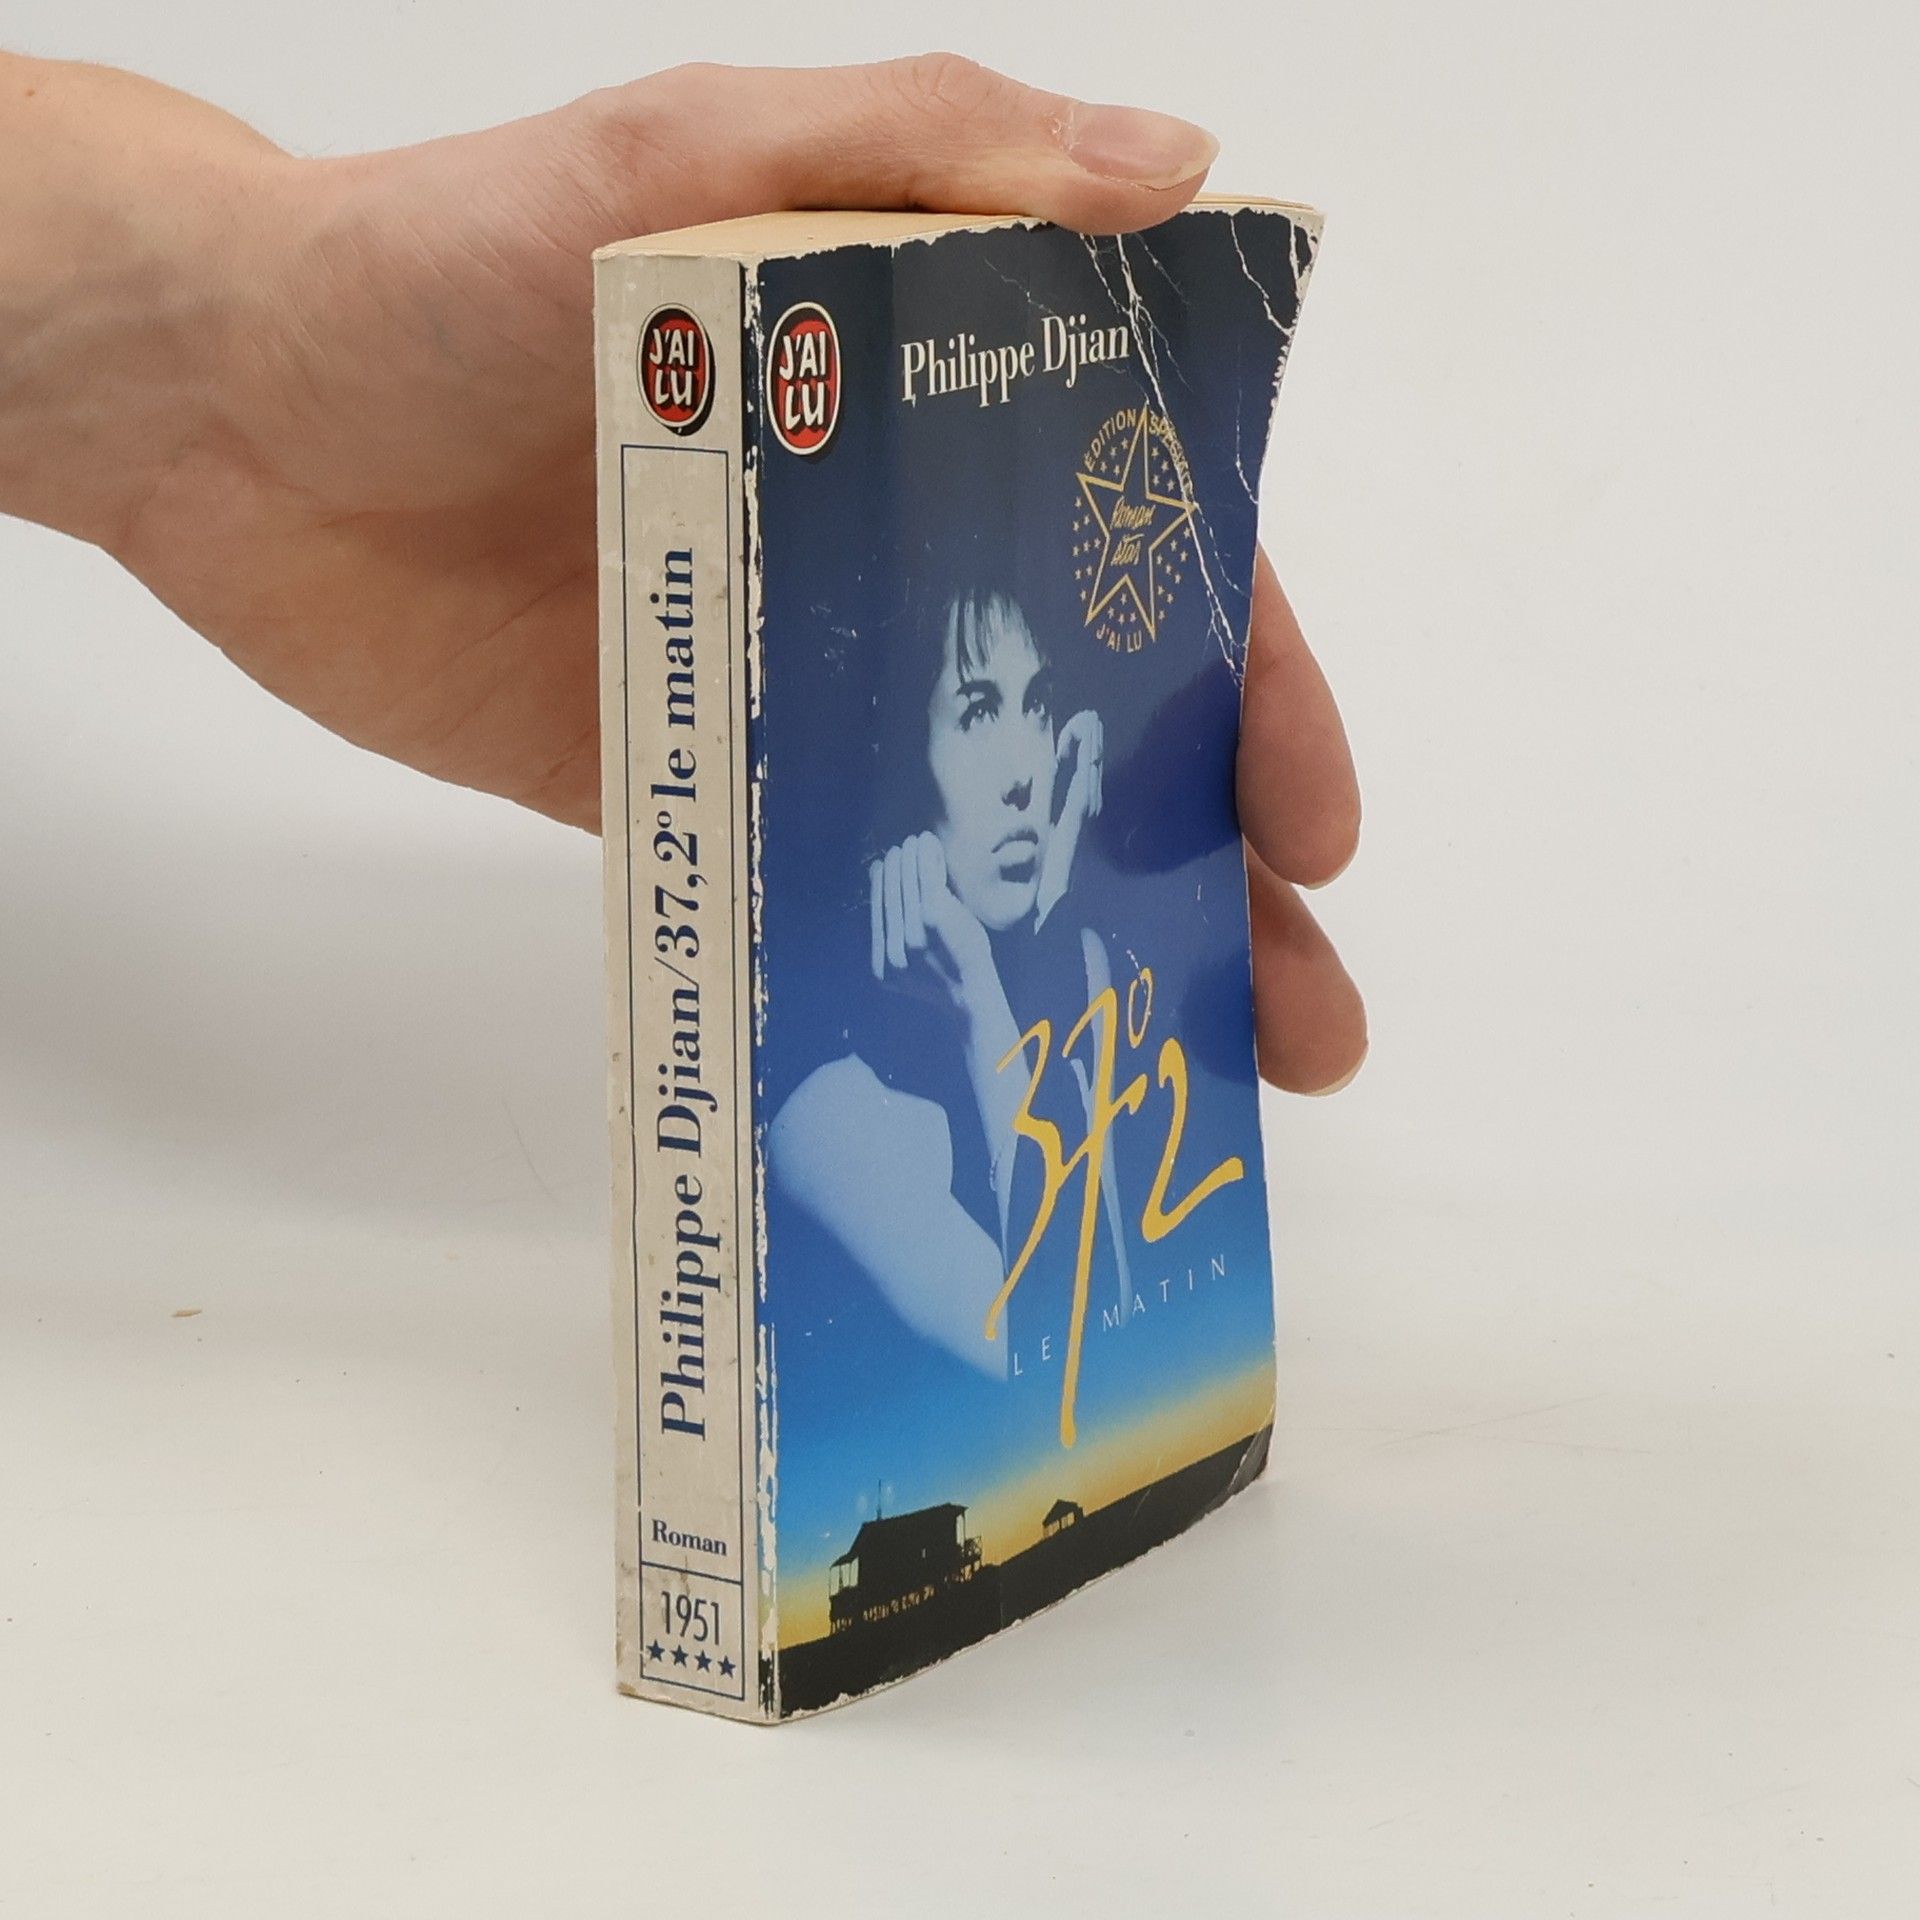 J'AI
LU
Philippe Djian/37,2° le matin
Roman
1951
★★★★
J'AI
LU
Philippe Djian
ÉDITION SPÉCIALE
Roman
star
J'AI LU
37°2
LE MATIN